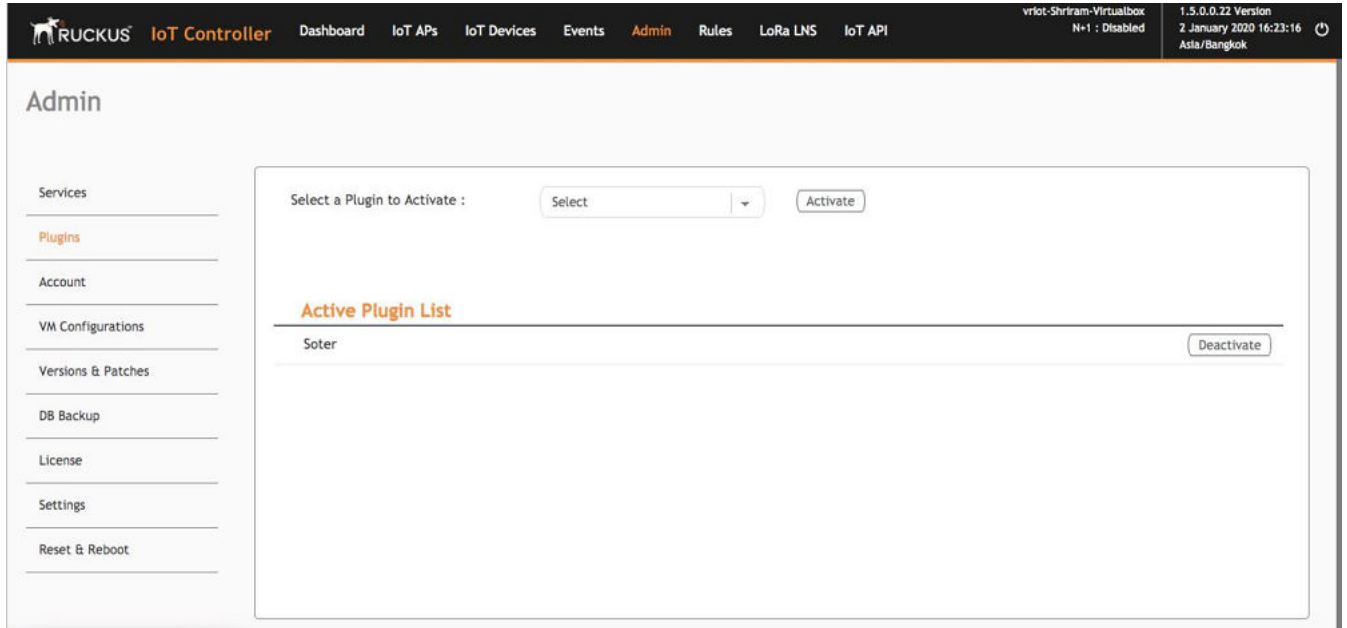 RUCKUS IoT Controller Dashboard IoT APs IoT Devices Events Admin Rules LoRa LNS IoT API
vriot-Shriram-Virtualbox
N+1 : Disabled
1.5.0.0.22 Version
2 January 2020 16:23:16
Asia/Bangkok
Admin
Services
Plugins
Account
VM Configurations
Versions & Patches
DB Backup
License
Settings
Reset & Reboot
Select a Plugin to Activate : Select Activate
Active Plugin List
Soter Deactivate